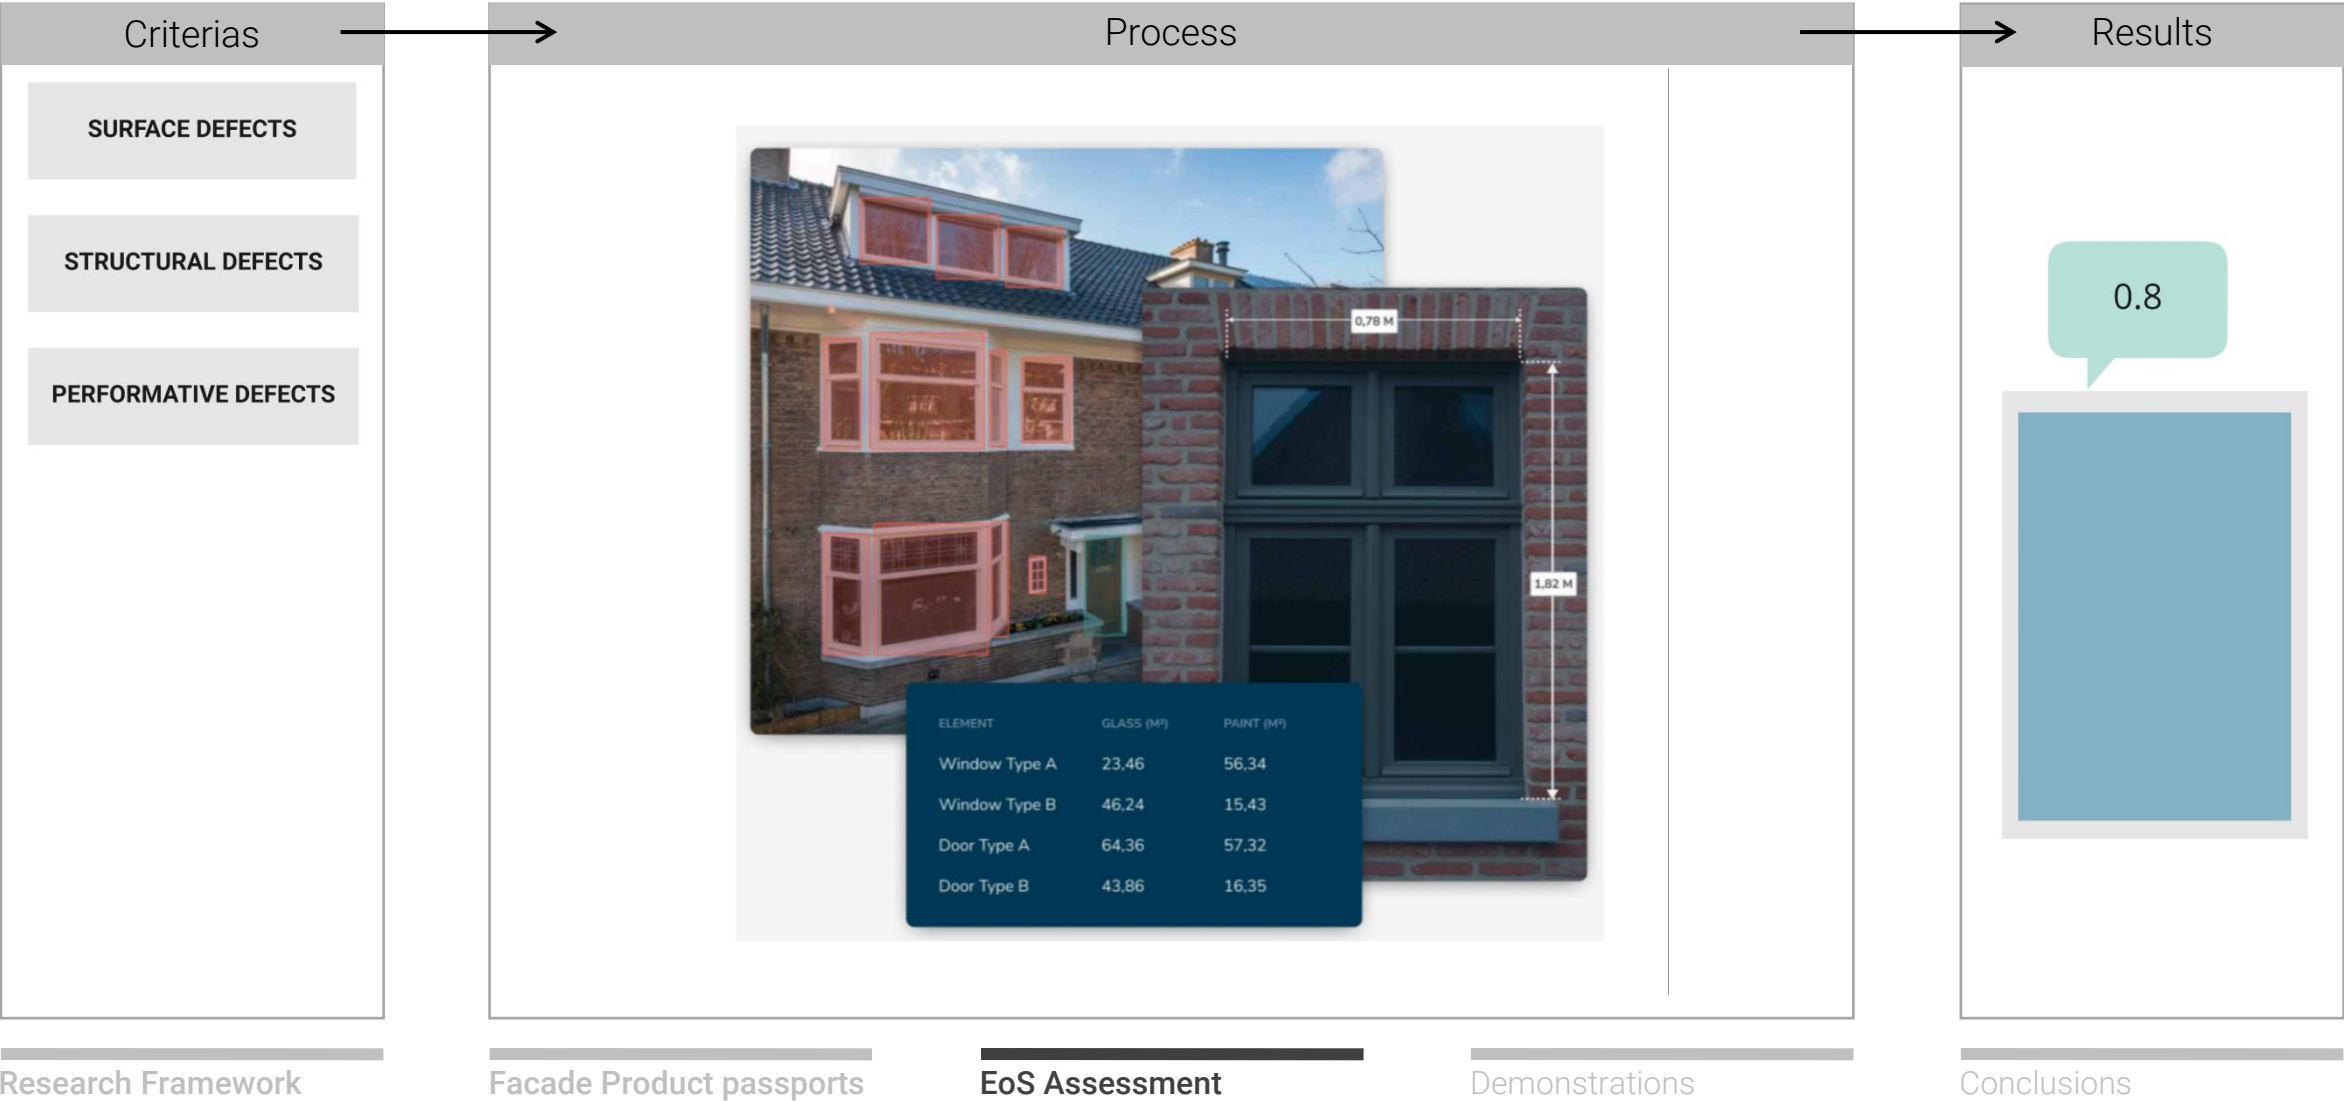 Criterias
Process
Results
SURFACE DEFECTS
STRUCTURAL DEFECTS
PERFORMATIVE DEFECTS
0,78 M
1,82 M
ELEMENT GLASS (M²) PAINT (M²)
Window Type A 23,46 56,34
Window Type B 46,24 15,43
Door Type A 64,36 57,32
Door Type B 43,86 16,35
0.8
Research Framework
Facade Product passports
EoS Assessment
Demonstrations
Conclusions